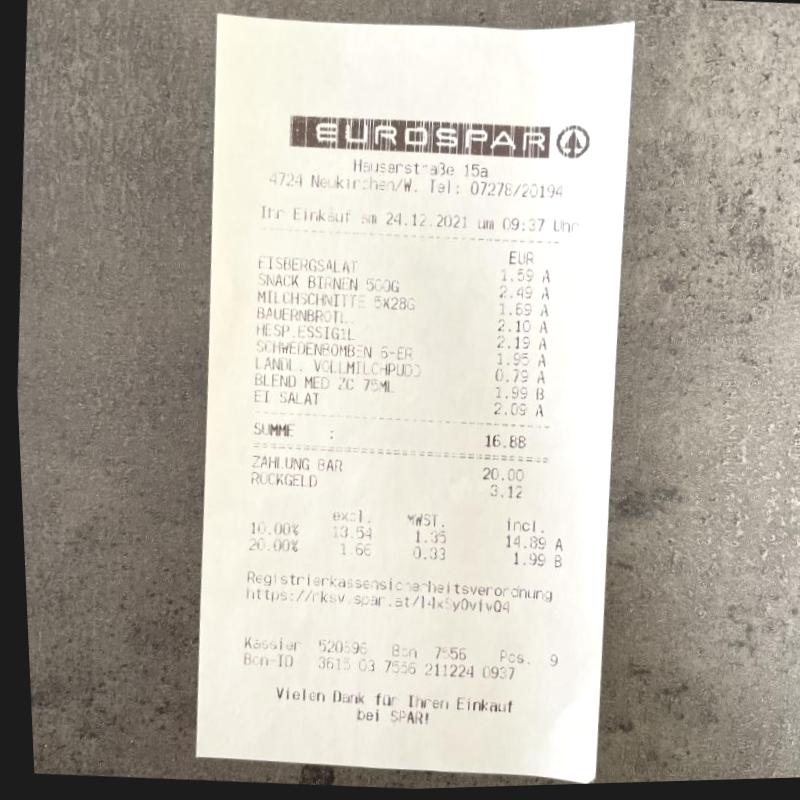 EUROSPAR
Hauserstraße 15a
4724 Neukirchen/W. Tel: 07278/20194
Ihr Einkauf am 24.12.2021 um 09:37 Uhr
EUR
EISBERGSALAT 1.59 A
SNACK BIRNEN 500G 2.49 A
MILCHSCHNITTE 5X28G 1.69 A
BAUERNBROTL. 2.10 A
HESP.ESSIG1L 2.19 A
SCHWEDENBOMBEN 6-ER 1.95 A
LANDL. VOLLMILCHPUDD 0.79 A
BLEND MED ZC 75ML 1.99 B
EI SALAT 2.09 A
SUMME : 16.88
ZAHLUNG BAR 20.00
RÜCKGELD 3.12
excl. MWST. incl.
10.00% 13.54 1.35 14.89 A
20.00% 1.66 0.33 1.99 B
Registrierkassensicherheitsverordnung
https://rksv.spar.at/
Kassier 520596 Bon 7556 Pos. 9
Bon-ID 3615 03 7556 211224 0937
Vielen Dank für Ihren Einkauf
bei SPAR!